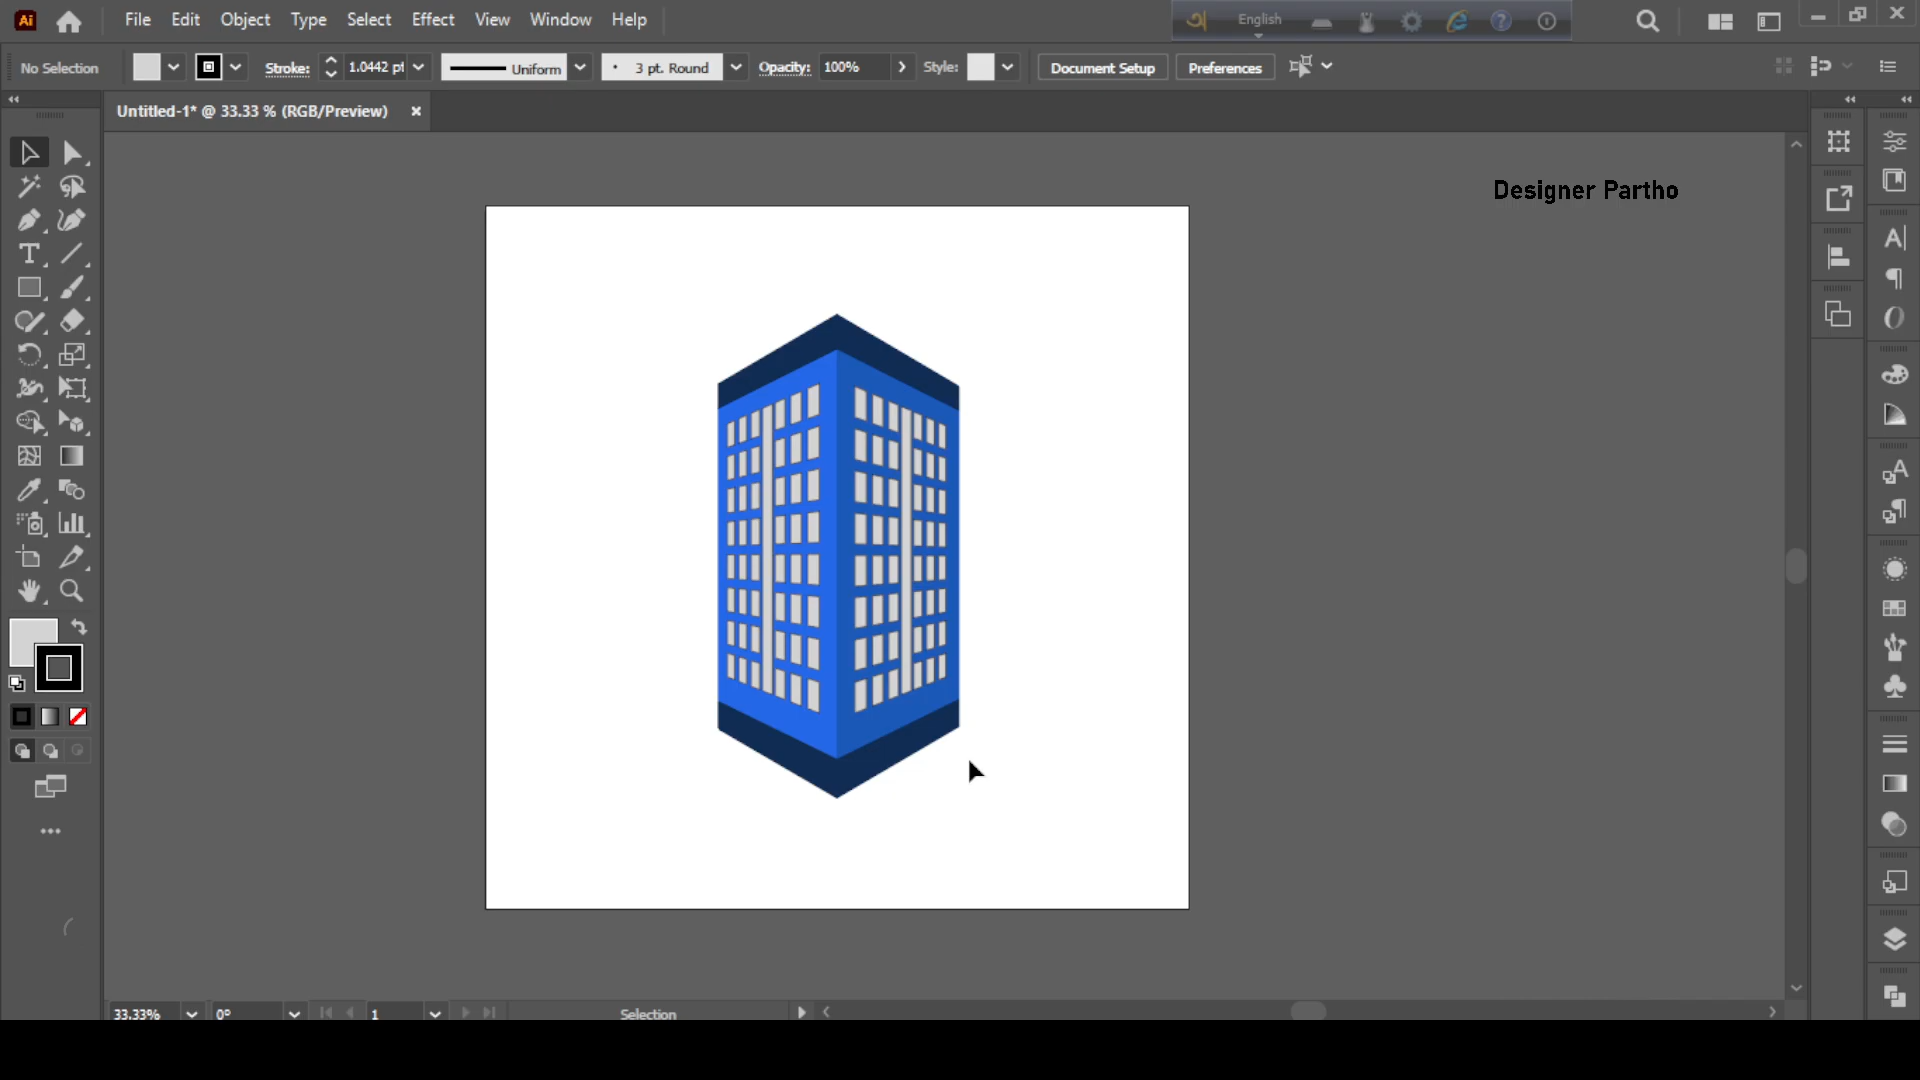 Ai File Edit Object Type Select Effect View Window Help English
No Selection Stroke: 1.0442 pt Uniform 3 pt. Round Opacity: 100% Style: Document Setup Preferences
Untitled-1* @ 33.33 % (RGB/Preview)
Designer Partho
33.33% 0° 1 Selection